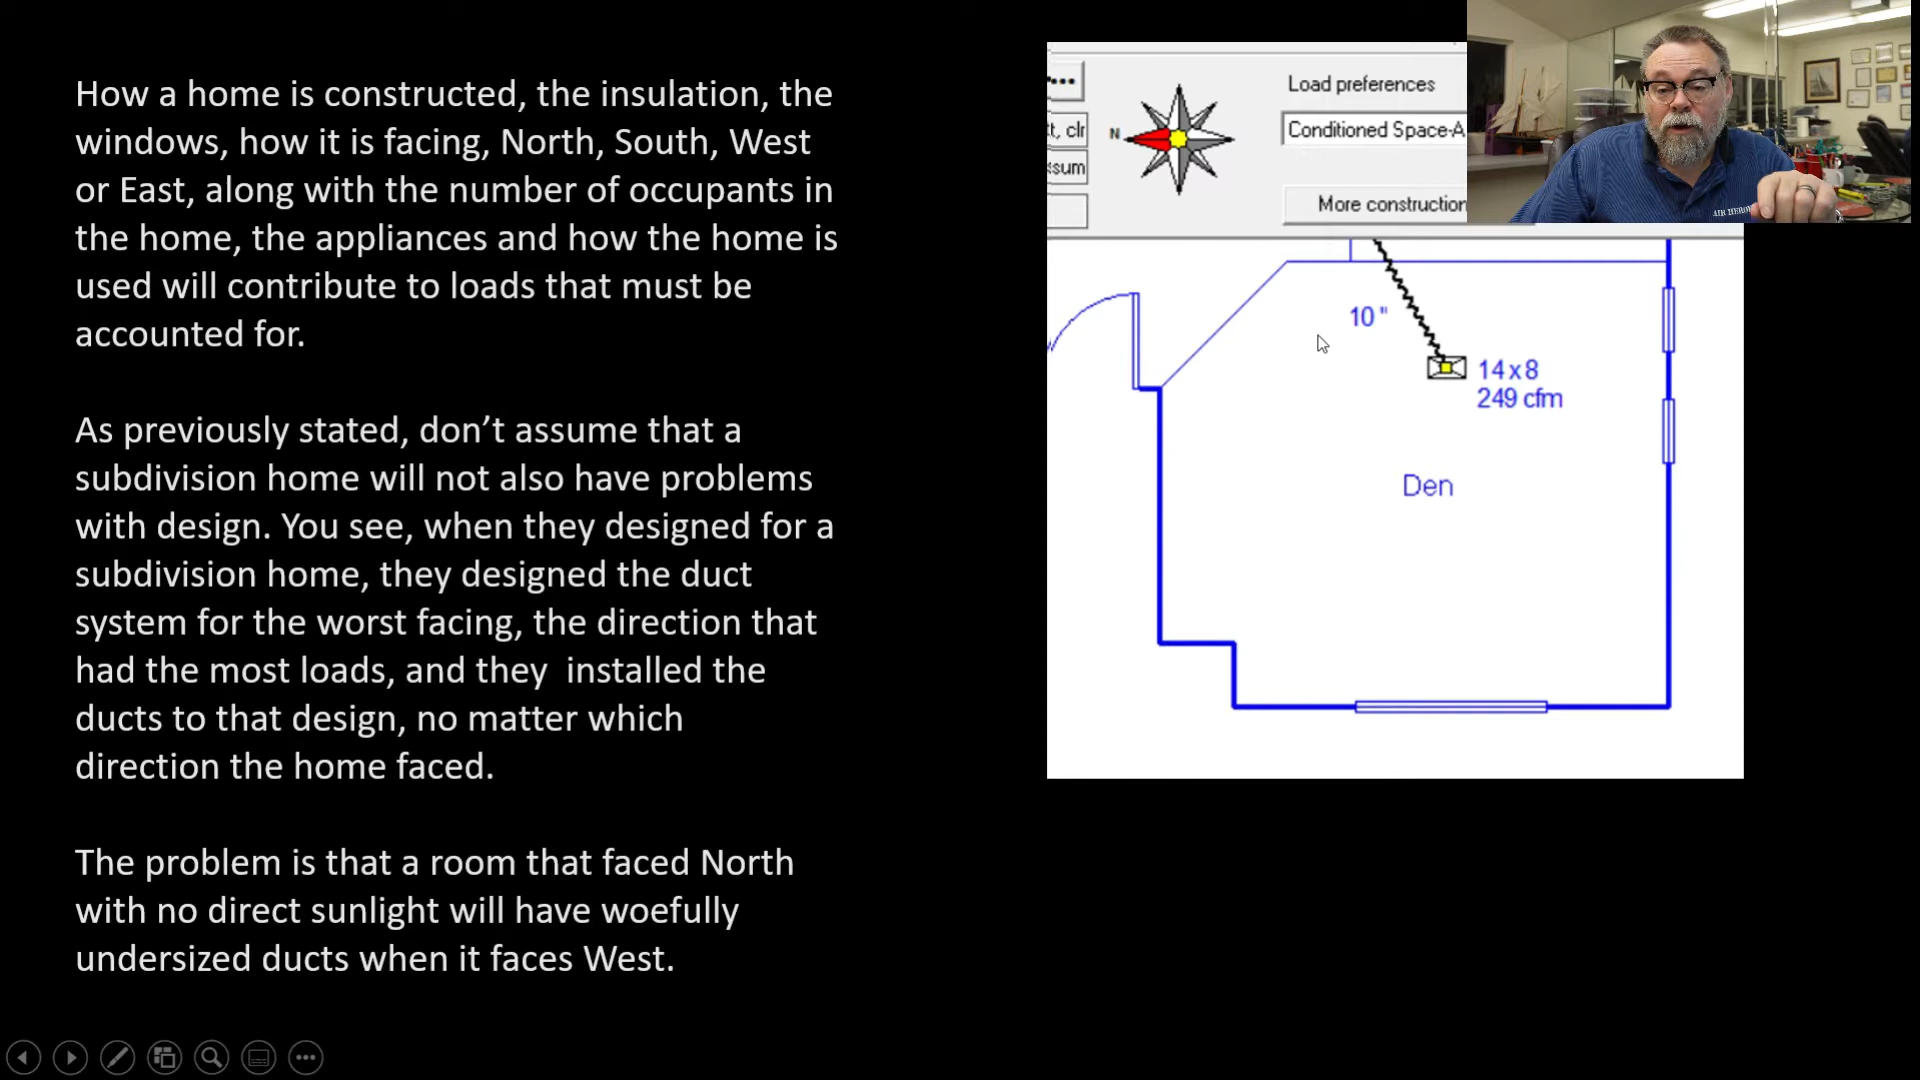 How a home is constructed, the insulation, the
windows, how it is facing, North, South, West
or East, along with the number of occupants in
the home, the appliances and how the home is
used will contribute to loads that must be
accounted for.
As previously stated, don’t assume that a
subdivision home will not also have problems
with design. You see, when they designed for a
subdivision home, they designed the duct
system for the worst facing, the direction that
had the most loads, and they  installed the
ducts to that design, no matter which
direction the home faced.
The problem is that a room that faced North
with no direct sunlight will have woefully
undersized ducts when it faces West.
Load preferences
t, clr
N
Conditioned Space-A
ssum
More construction
10 "
14x8
249 cfm
Den